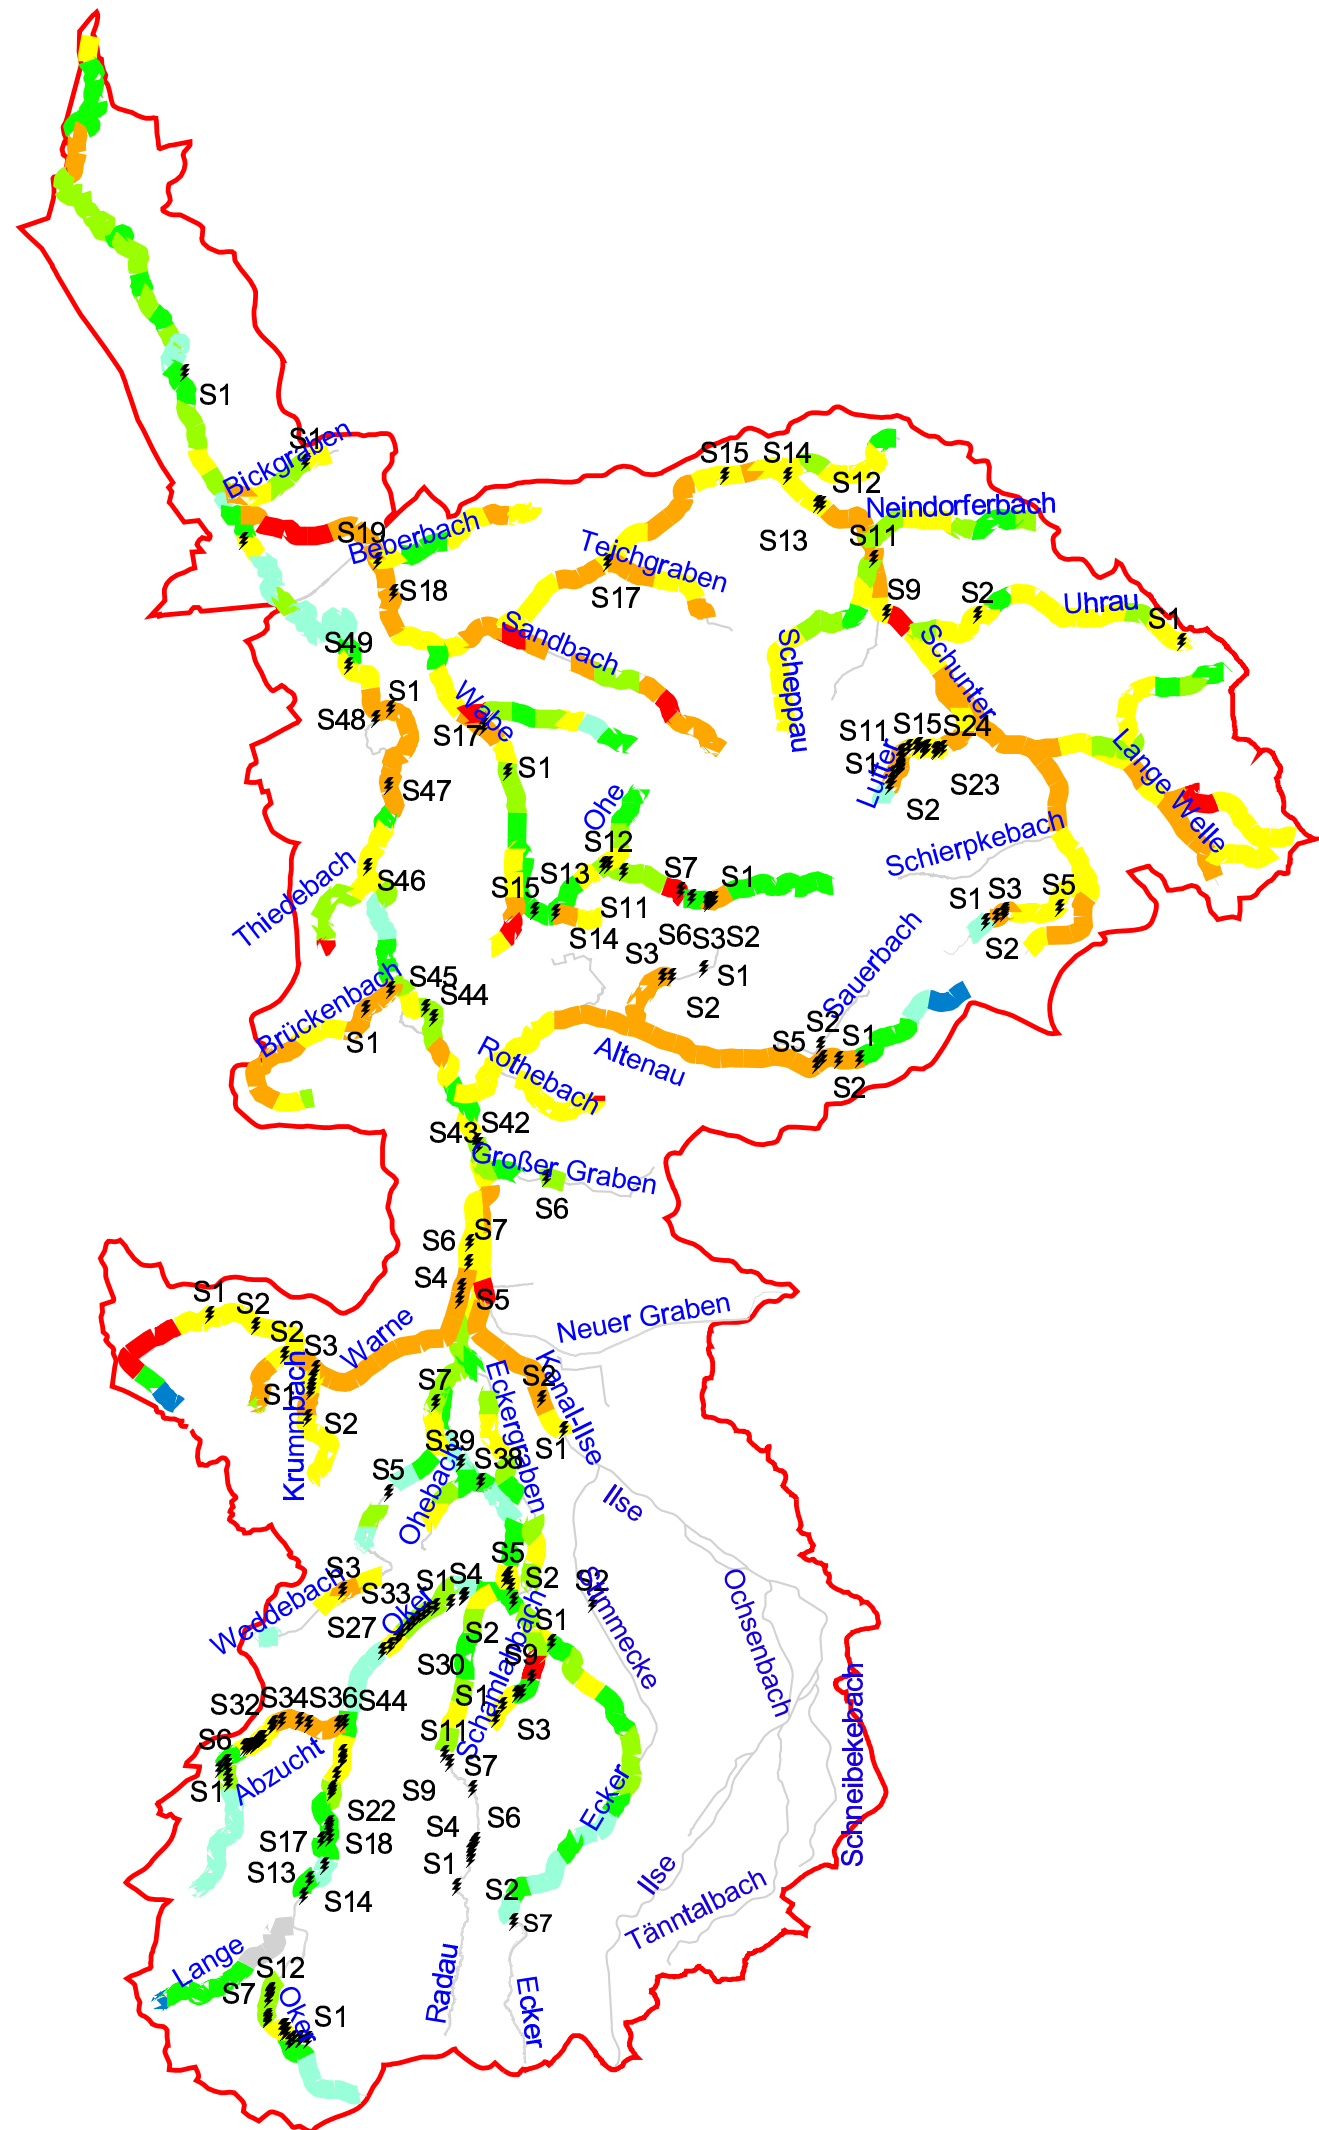 S1
S1
Bickgraben
S15
S14
S12
Neindorferbach
S19
Beberbach
S13
S11
Teichgraben
S18
S17
S9
S2
Uhrau
S1
Sandbach
Scheppau
Schunter
S49
Wabe
S1
S48
S17
S11
S15
S24
S1
Lutter
S1
S23
S2
Lange Welle
S47
Ohe
S12
Schierpkebach
Thiedebach
S46
S15
S13
S7
S1
S11
S14
S1
S3
S5
S2
S3
S6
S3
S2
S1
S2
Sauerbach
Brückenbach
S45
S44
S1
Rothebach
Altenau
S5
S2
S1
S2
S43
S42
Großer Graben
S6
S7
S6
S4
S5
Neuer Graben
S1
S2
S2
S3
Warne
S1
Krummbach
S2
S7
Eckergraben
S2
Kanal-Ilse
S1
S39
S38
S5
Ohebach
Ilse
S3
Weddebach
S33
S27
Oker
S1
S4
S5
S2
S2
Stimmecke
Ochsenbach
Schneibekebach
S2
S30
S1
S9
Schamlahbach
S1
S3
S11
S32
S34
S36
S44
S6
S1
Abzucht
S7
S9
S22
S17
S18
S13
S14
S6
S4
S1
Ecker
S2
S7
Ilse
Tänntalbach
Lange
S12
S7
Oker
S1
Radau
Ecker